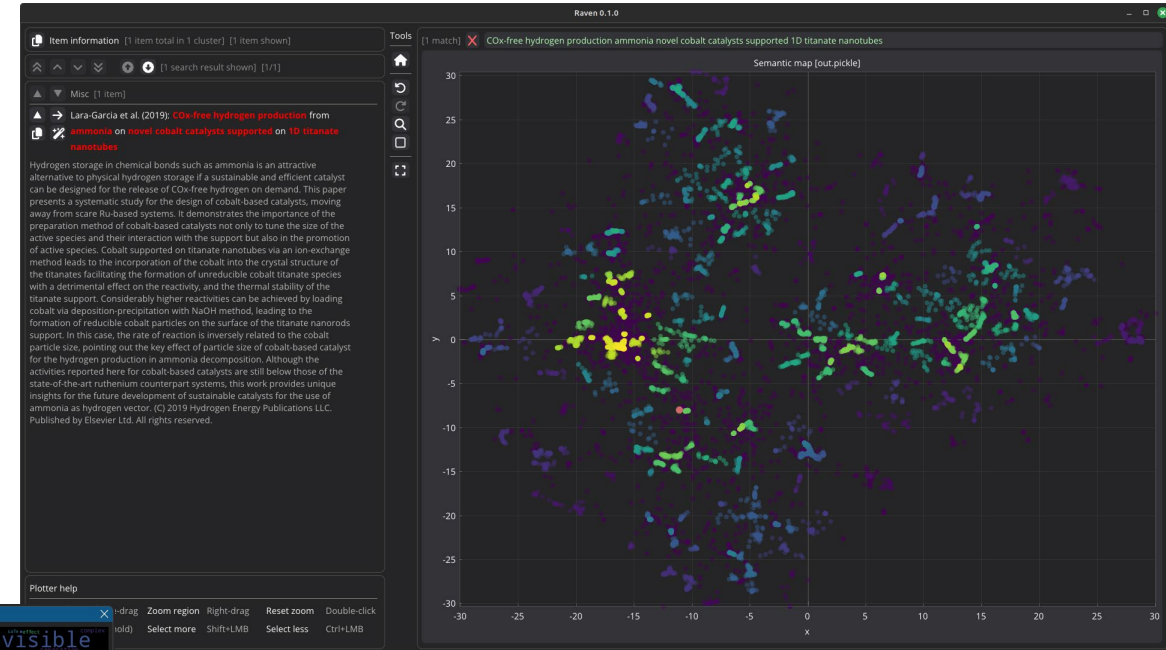 Raven 0.1.0
Item information [1 item total in 1 cluster] [1 item shown]
[1 search result shown] [1/1]
Misc [1 item]
Lara-Garcia et al. (2019): COx-free hydrogen production from
ammonia on novel cobalt catalysts supported on 1D titanate
nanotubes
Hydrogen storage in chemical bonds such as ammonia is an attractive
alternative to physical hydrogen storage if a sustainable and efficient catalyst
can be designed for the release of COx-free hydrogen on demand. This paper
presents a systematic study for the design of cobalt-based catalysts, moving
away from scare Ru-based systems. It demonstrates the importance of the
preparation method of cobalt-based catalysts not only to tune the size of the
active species and their interaction with the support but also in the promotion
of active species. Cobalt supported on titanate nanotubes via an ion-exchange
method leads to the incorporation of the cobalt into the crystal structure of
the titanates facilitating the formation of unreducible cobalt titanate species
with a detrimental effect on the reactivity, and the thermal stability of the
titanate support. Considerably higher reactivities can be achieved by loading
cobalt via deposition-precipitation with NaOH method, leading to the
formation of reducible cobalt particles on the surface of the titanate nanorods
support. In this case, the rate of reaction is inversely related to the cobalt
particle size, pointing out the key effect of particle size of cobalt-based catalyst
for the hydrogen production in ammonia decomposition. Although the
activities reported here for cobalt-based catalysts are still below those of the
state-of-the-art ruthenium counterpart systems, this work provides unique
insights for the future development of sustainable catalysts for the use of
ammonia as hydrogen vector. (C) 2019 Hydrogen Energy Publications LLC.
Published by Elsevier Ltd. All rights reserved.
Plotter help
-drag Zoom region Right-drag Reset zoom Double-click
hold) Select more Shift+LMB Select less Ctrl+LMB
visible
Tools
[1 match] X COx-free hydrogen production ammonia novel cobalt catalysts supported 1D titanate nanotubes
Semantic map [out.pickle]
30
25
20
15
10
5
0
-5
-10
-15
-20
-25
-30
y
-30 -25 -20 -15 -10 -5 0 5 10 15 20 25 30
x